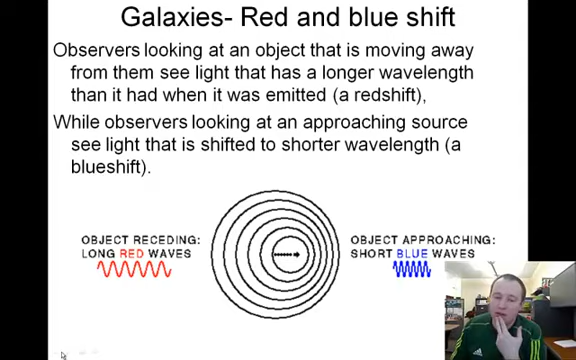 Galaxies- Red and blue shift
Observers looking at an object that is moving away
from them see light that has a longer wavelength
than it had when it was emitted (a redshift),
While observers looking at an approaching source
see light that is shifted to shorter wavelength (a
blueshift).
OBJECT RECEDING:
LONG RED WAVES
OBJECT APPROACHING:
SHORT BLUE WAVES